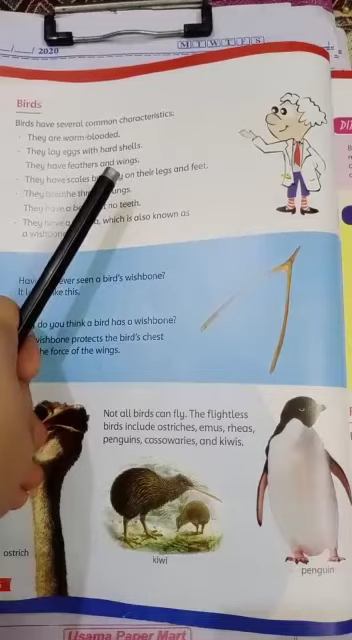 2020
M T W T F S
Birds
Birds have several common characteristics:
- They are warm-blooded.
- They lay eggs with hard shells.
They have feathers and wings.
- They have scales on their legs and feet.
- They breathe
They have a no teeth.
- They have a which is also known as
a wishbone
ever seen a bird's wishbone?
It like this.
do you think a bird has a wishbone?
wishbone protects the bird's chest
he force of the wings.
Not all birds can fly. The flightless
birds include ostriches, emus, rheas,
penguins, cassowaries, and kiwis.
ostrich
kiwi
penguin
Usama Paper Mart